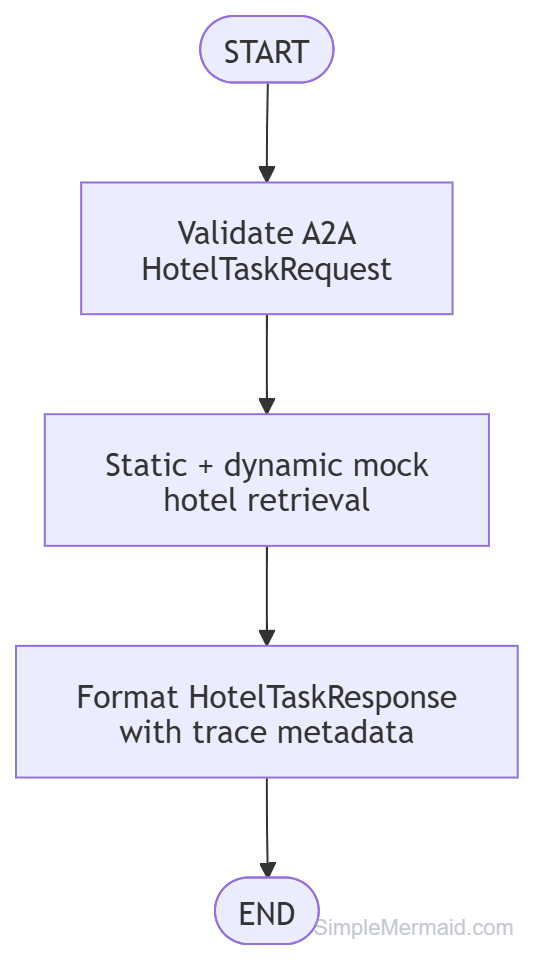 START
Validate A2A
HotelTaskRequest
Static + dynamic mock
hotel retrieval
Format HotelTaskResponse
with trace metadata
END
SimpleMermaid.com